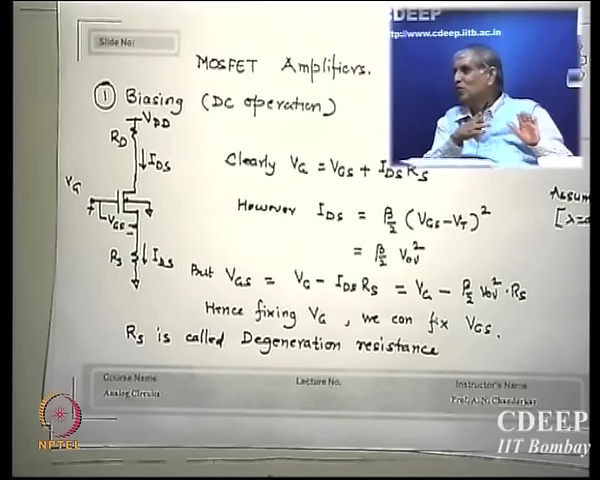 CDEEP
http://www.cdeep.iitb.ac.in
Slide No:
MOSFET Amplifiers.
① Biasing (DC operation)
VDD
RD
IDS
VG
VGS
RS
IDS
Clearly VG = VGS + IDS RS
Assum
[λ=
However IDS = β/2 (VGS-VT)²
= β/2 Vov²
But VGS = VG - IDS RS = VG - β/2 Vov² · RS
Hence fixing VG, we can fix VGS.
RS is called Degeneration resistance
Course Name
Analog Circuits
Lecture No.
Instructor's Name
Prof. A. N. Chandorkar
NPTEL
CDEEP
IIT Bombay